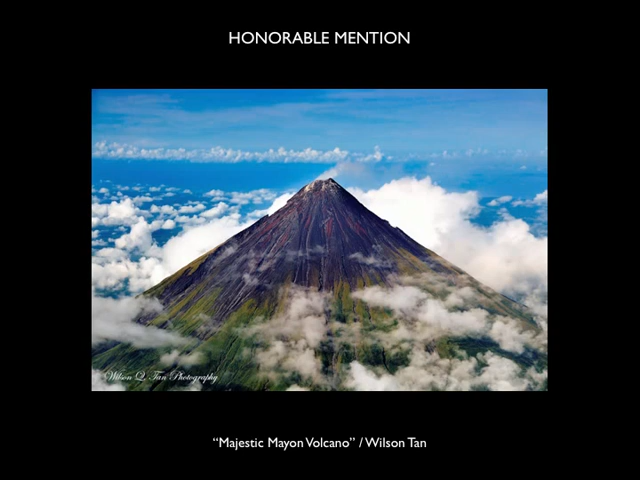 HONORABLE MENTION
Wilson Q. Tan Photography
“Majestic Mayon Volcano” / Wilson Tan